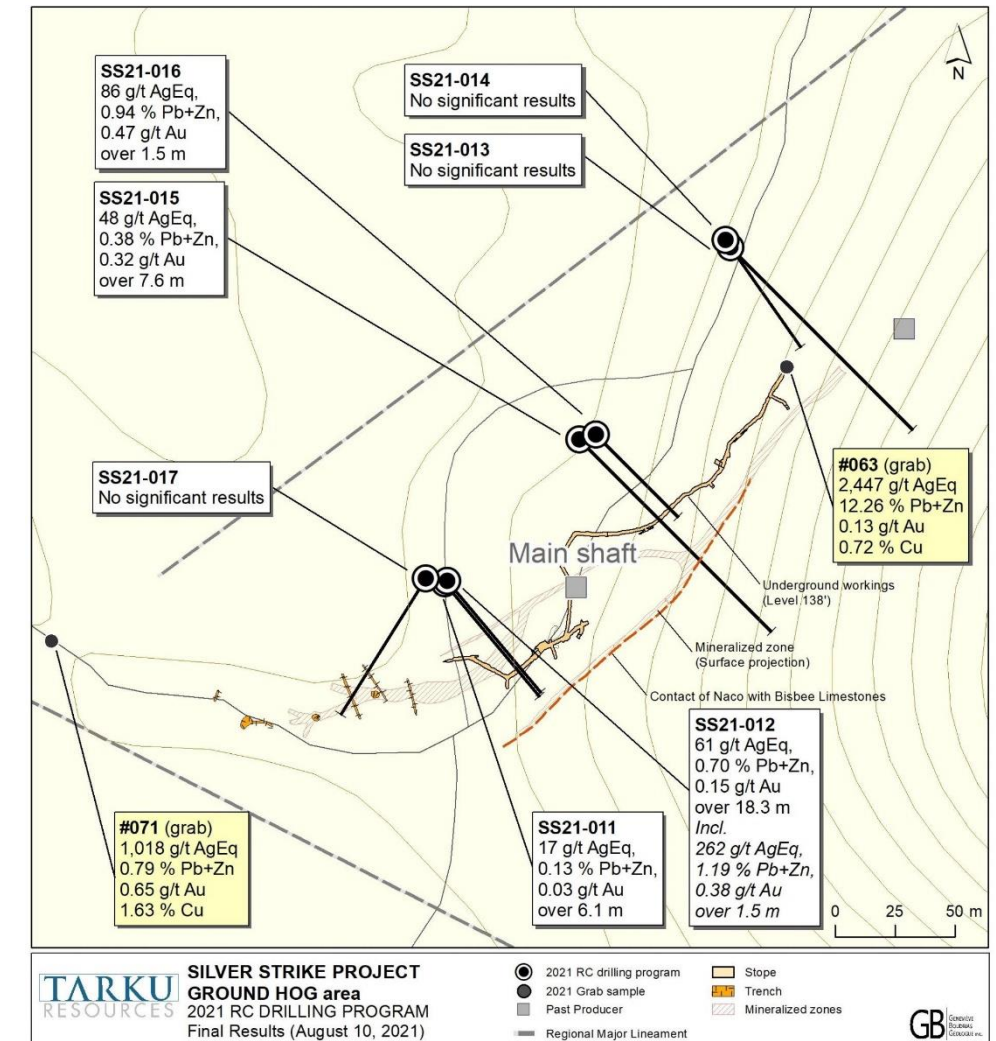 SS21-016
86 g/t AgEq,
0.94 % Pb+Zn,
0.47 g/t Au
over 1.5 m
SS21-014
No significant results
N
SS21-013
No significant results
SS21-015
48 g/t AgEq,
0.38 % Pb+Zn,
0.32 g/t Au
over 7.6 m
SS21-017
No significant results
#063 (grab)
2,447 g/t AgEq
12.26 % Pb+Zn
0.13 g/t Au
0.72 % Cu
Main shaft
Underground workings
(Level 138')
Mineralized zone
(Surface projection)
Contact of Naco with Bisbee Limestones
SS21-012
61 g/t AgEq,
0.70 % Pb+Zn,
0.15 g/t Au
over 18.3 m
Incl.
262 g/t AgEq,
1.19 % Pb+Zn,
0.38 g/t Au
over 1.5 m
#071 (grab)
1,018 g/t AgEq
0.79 % Pb+Zn
0.65 g/t Au
1.63 % Cu
SS21-011
17 g/t AgEq,
0.13 % Pb+Zn,
0.03 g/t Au
over 6.1 m
0 25 50 m
TARKU
RESOURCES
SILVER STRIKE PROJECT
GROUND HOG area
2021 RC DRILLING PROGRAM
Final Results (August 10, 2021)
2021 RC drilling program
2021 Grab sample
Past Producer
Regional Major Lineament
Stope
Trench
Mineralized zones
GB